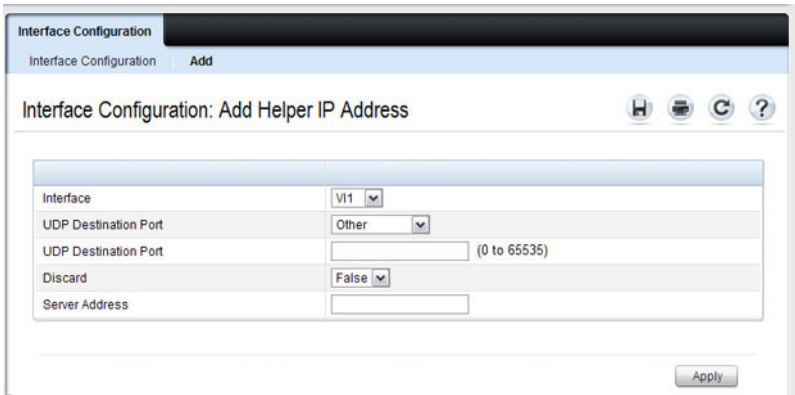 Interface Configuration
Interface Configuration Add
Interface Configuration: Add Helper IP Address
Interface VI1
UDP Destination Port Other
UDP Destination Port (0 to 65535)
Discard False
Server Address
Apply